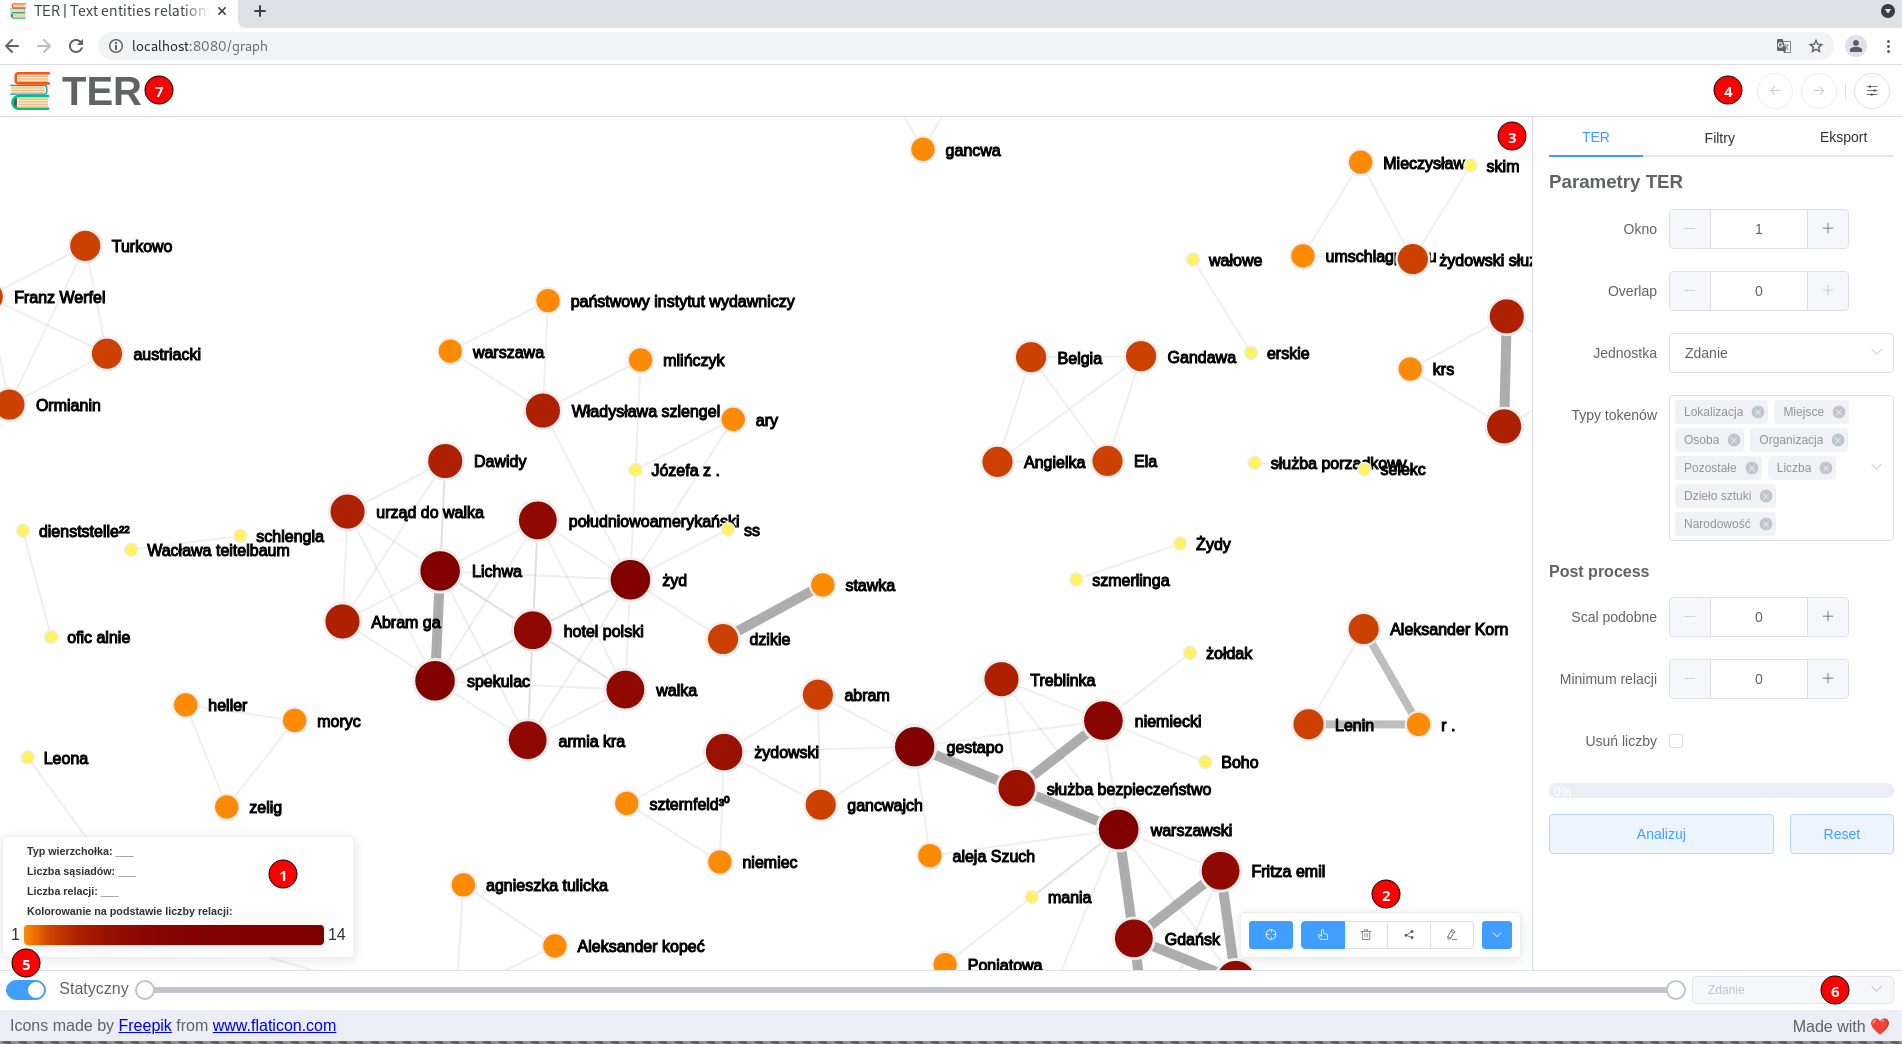 TER | Text entities relation
localhost:8080/graph
TER
7
4
gancwa
3
TER
Filtry
Eksport
Mieczysław
skim
Parametry TER
Okno
1
Turkowo
wałowe
żydowski służ
Overlap
0
Franz Werfel
państwowy instytut wydawniczy
austriacki
warszawa
mlińczyk
Belgia
Gandawa
erskie
krs
Jednostka
Zdanie
Ormianin
Władysława szlengel
ary
Typy tokenów
Lokalizacja
Miejsce
Osoba
Organizacja
Pozostałe
Liczba
Dzieło sztuki
Narodowość
Dawidy
Józefa z .
Angielka
Ela
służba porządkowy
selekc
urząd do walka
południowoamerykański
ss
dienststelle²²
schlengla
Wacława teitelbaum
Żydy
Lichwa
żyd
stawka
szmerlinga
Post process
Abram ga
hotel polski
dzikie
Scal podobne
0
ofic alnie
Aleksander Korn
żołdak
spekulac
walka
abram
Treblinka
Minimum relacji
0
heller
moryc
niemiecki
Lenin
r .
armia kra
żydowski
gestapo
Usuń liczby
Leona
Boho
zelig
szternfeld³⁰
gancwajch
służba bezpieczeństwo
0%
warszawski
Analizuj
Reset
niemiec
aleja Szuch
Typ wierzchołka: ___
Liczba sąsiadów: ___
1
Liczba relacji: ___
Kolorowanie na podstawie liczby relacji:
1
14
agnieszka tulicka
mania
Fritza emil
2
Aleksander kopeć
Gdańsk
Poniatowa
5
Statyczny
Zdanie
6
Icons made by Freepik from www.flaticon.com
Made with ❤️